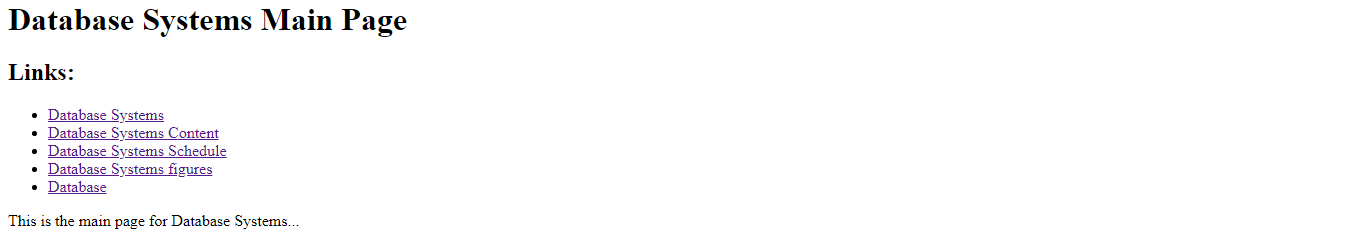 Database Systems Main Page
Links:
Database Systems
Database Systems Content
Database Systems Schedule
Database Systems figures
Database
This is the main page for Database Systems...